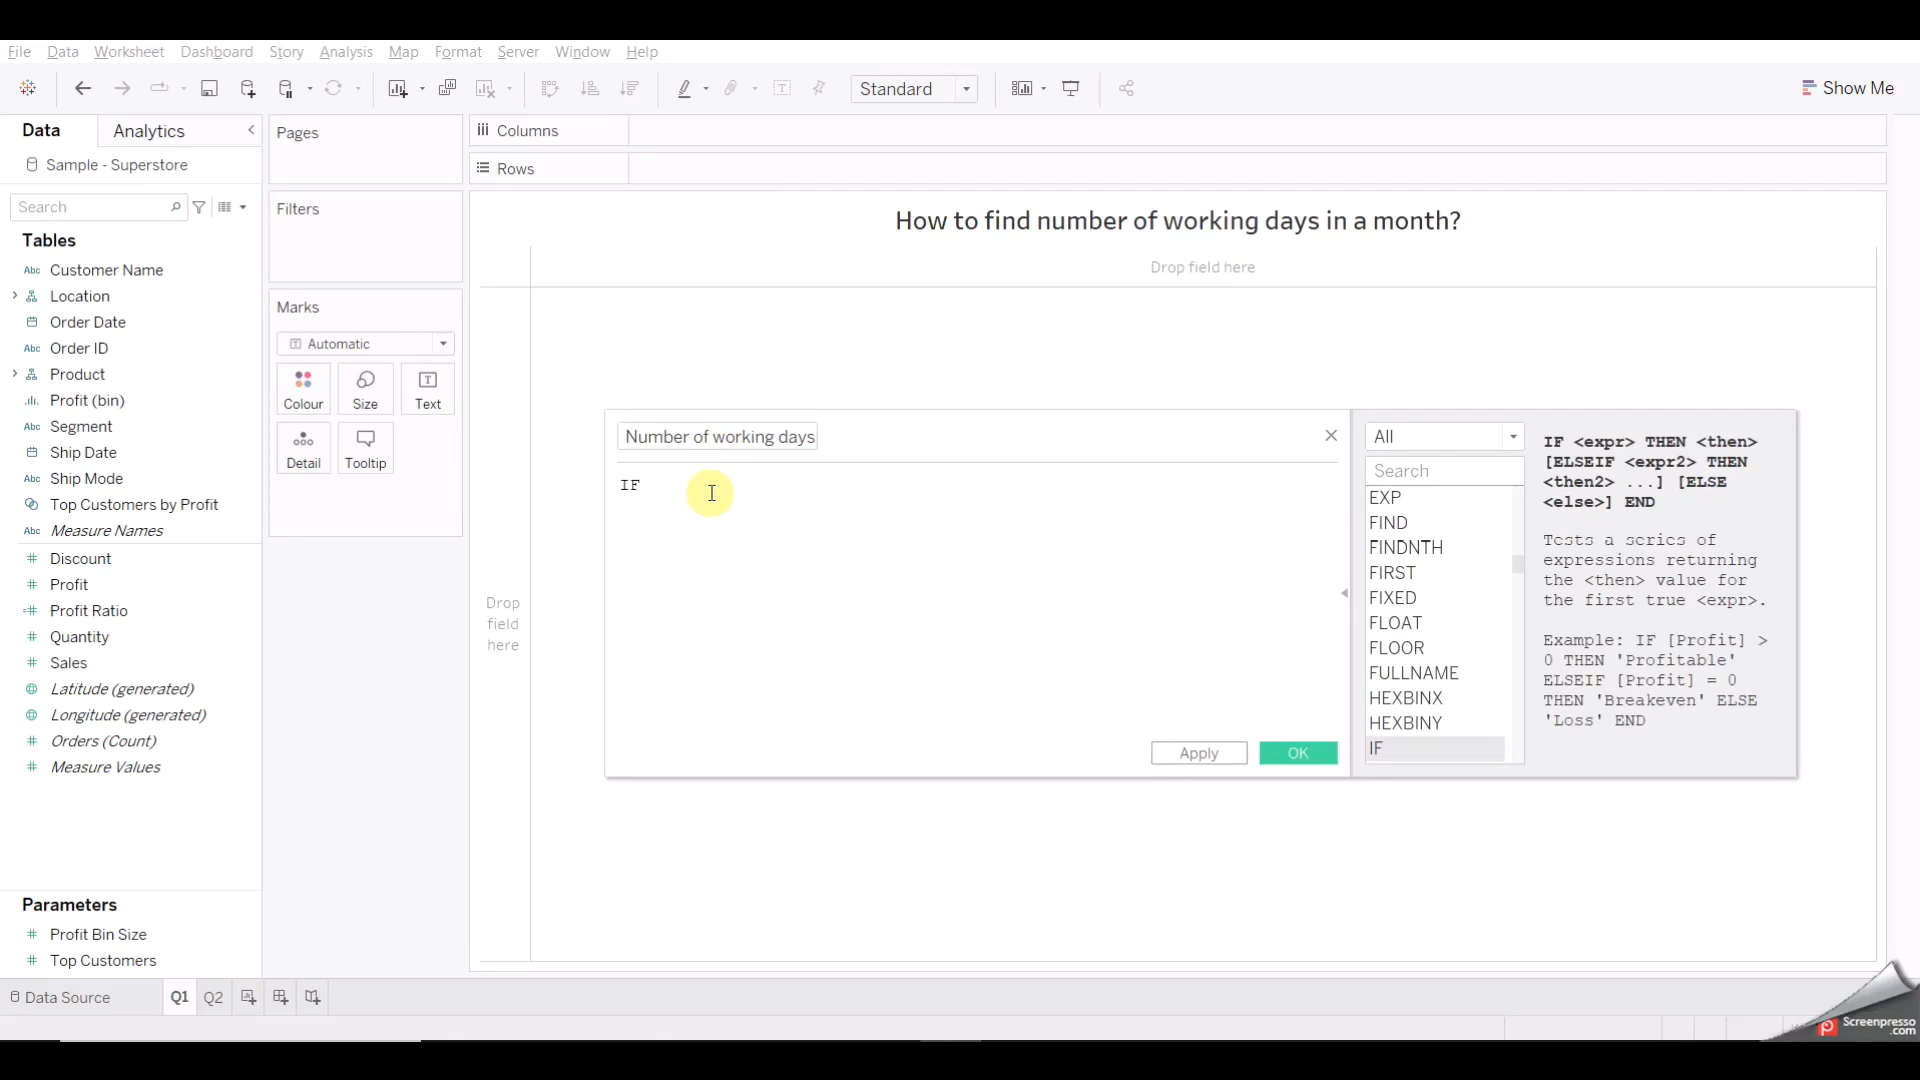 File Data Worksheet Dashboard Story Analysis Map Format Server Window Help
Standard
Show Me
Data Analytics
Sample - Superstore
Search
Tables
Abc Customer Name
Location
Order Date
Abc Order ID
Product
Profit (bin)
Abc Segment
Ship Date
Abc Ship Mode
Top Customers by Profit
Abc Measure Names
# Discount
# Profit
=# Profit Ratio
# Quantity
# Sales
Latitude (generated)
Longitude (generated)
# Orders (Count)
# Measure Values
Parameters
# Profit Bin Size
# Top Customers
Pages
Filters
Marks
Automatic
Colour Size Text
Detail Tooltip
Columns
Rows
How to find number of working days in a month?
Drop field here
Drop
field
here
Number of working days
IF
Apply OK
All
Search
EXP
FIND
FINDNTH
FIRST
FIXED
FLOAT
FLOOR
FULLNAME
HEXBINX
HEXBINY
IF
IF <expr> THEN <then>
[ELSEIF <expr2> THEN
<then2> ...] [ELSE
<else>] END
Tests a series of
expressions returning
the <then> value for
the first true <expr>.
Example: IF [Profit] >
0 THEN 'Profitable'
ELSEIF [Profit] = 0
THEN 'Breakeven' ELSE
'Loss' END
Data Source Q1 Q2
Screenpresso
.com